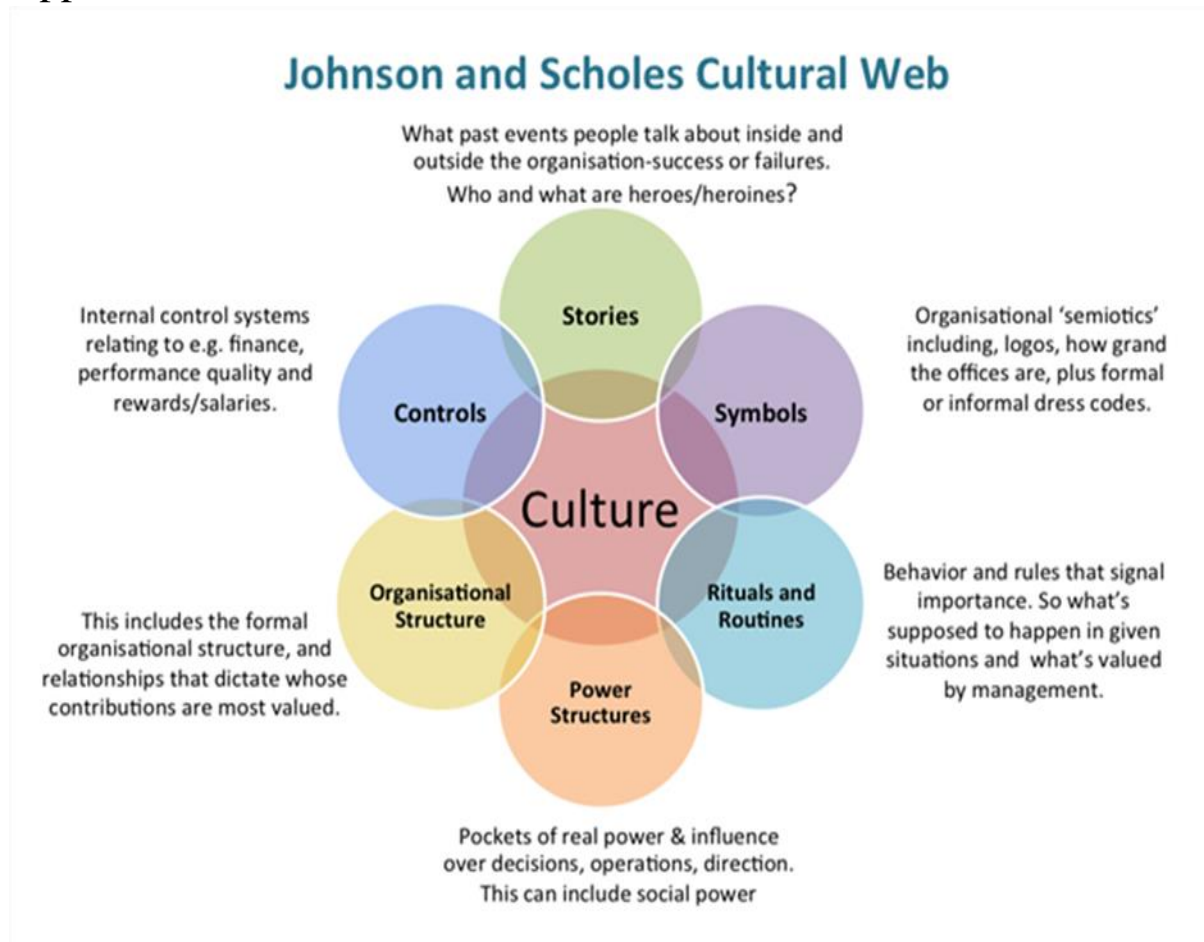 Johnson and Scholes Cultural Web
What past events people talk about inside and
outside the organisation-success or failures.
Who and what are heroes/heroines?
Stories
Internal control systems
relating to e.g. finance,
performance quality and
rewards/salaries.
Controls
Symbols
Organisational ‘semiotics’
including, logos, how grand
the offices are, plus formal
or informal dress codes.
Culture
Organisational
Structure
This includes the formal
organisational structure, and
relationships that dictate whose
contributions are most valued.
Rituals and
Routines
Behavior and rules that signal
importance. So what’s
supposed to happen in given
situations and what’s valued
by management.
Power
Structures
Pockets of real power & influence
over decisions, operations, direction.
This can include social power